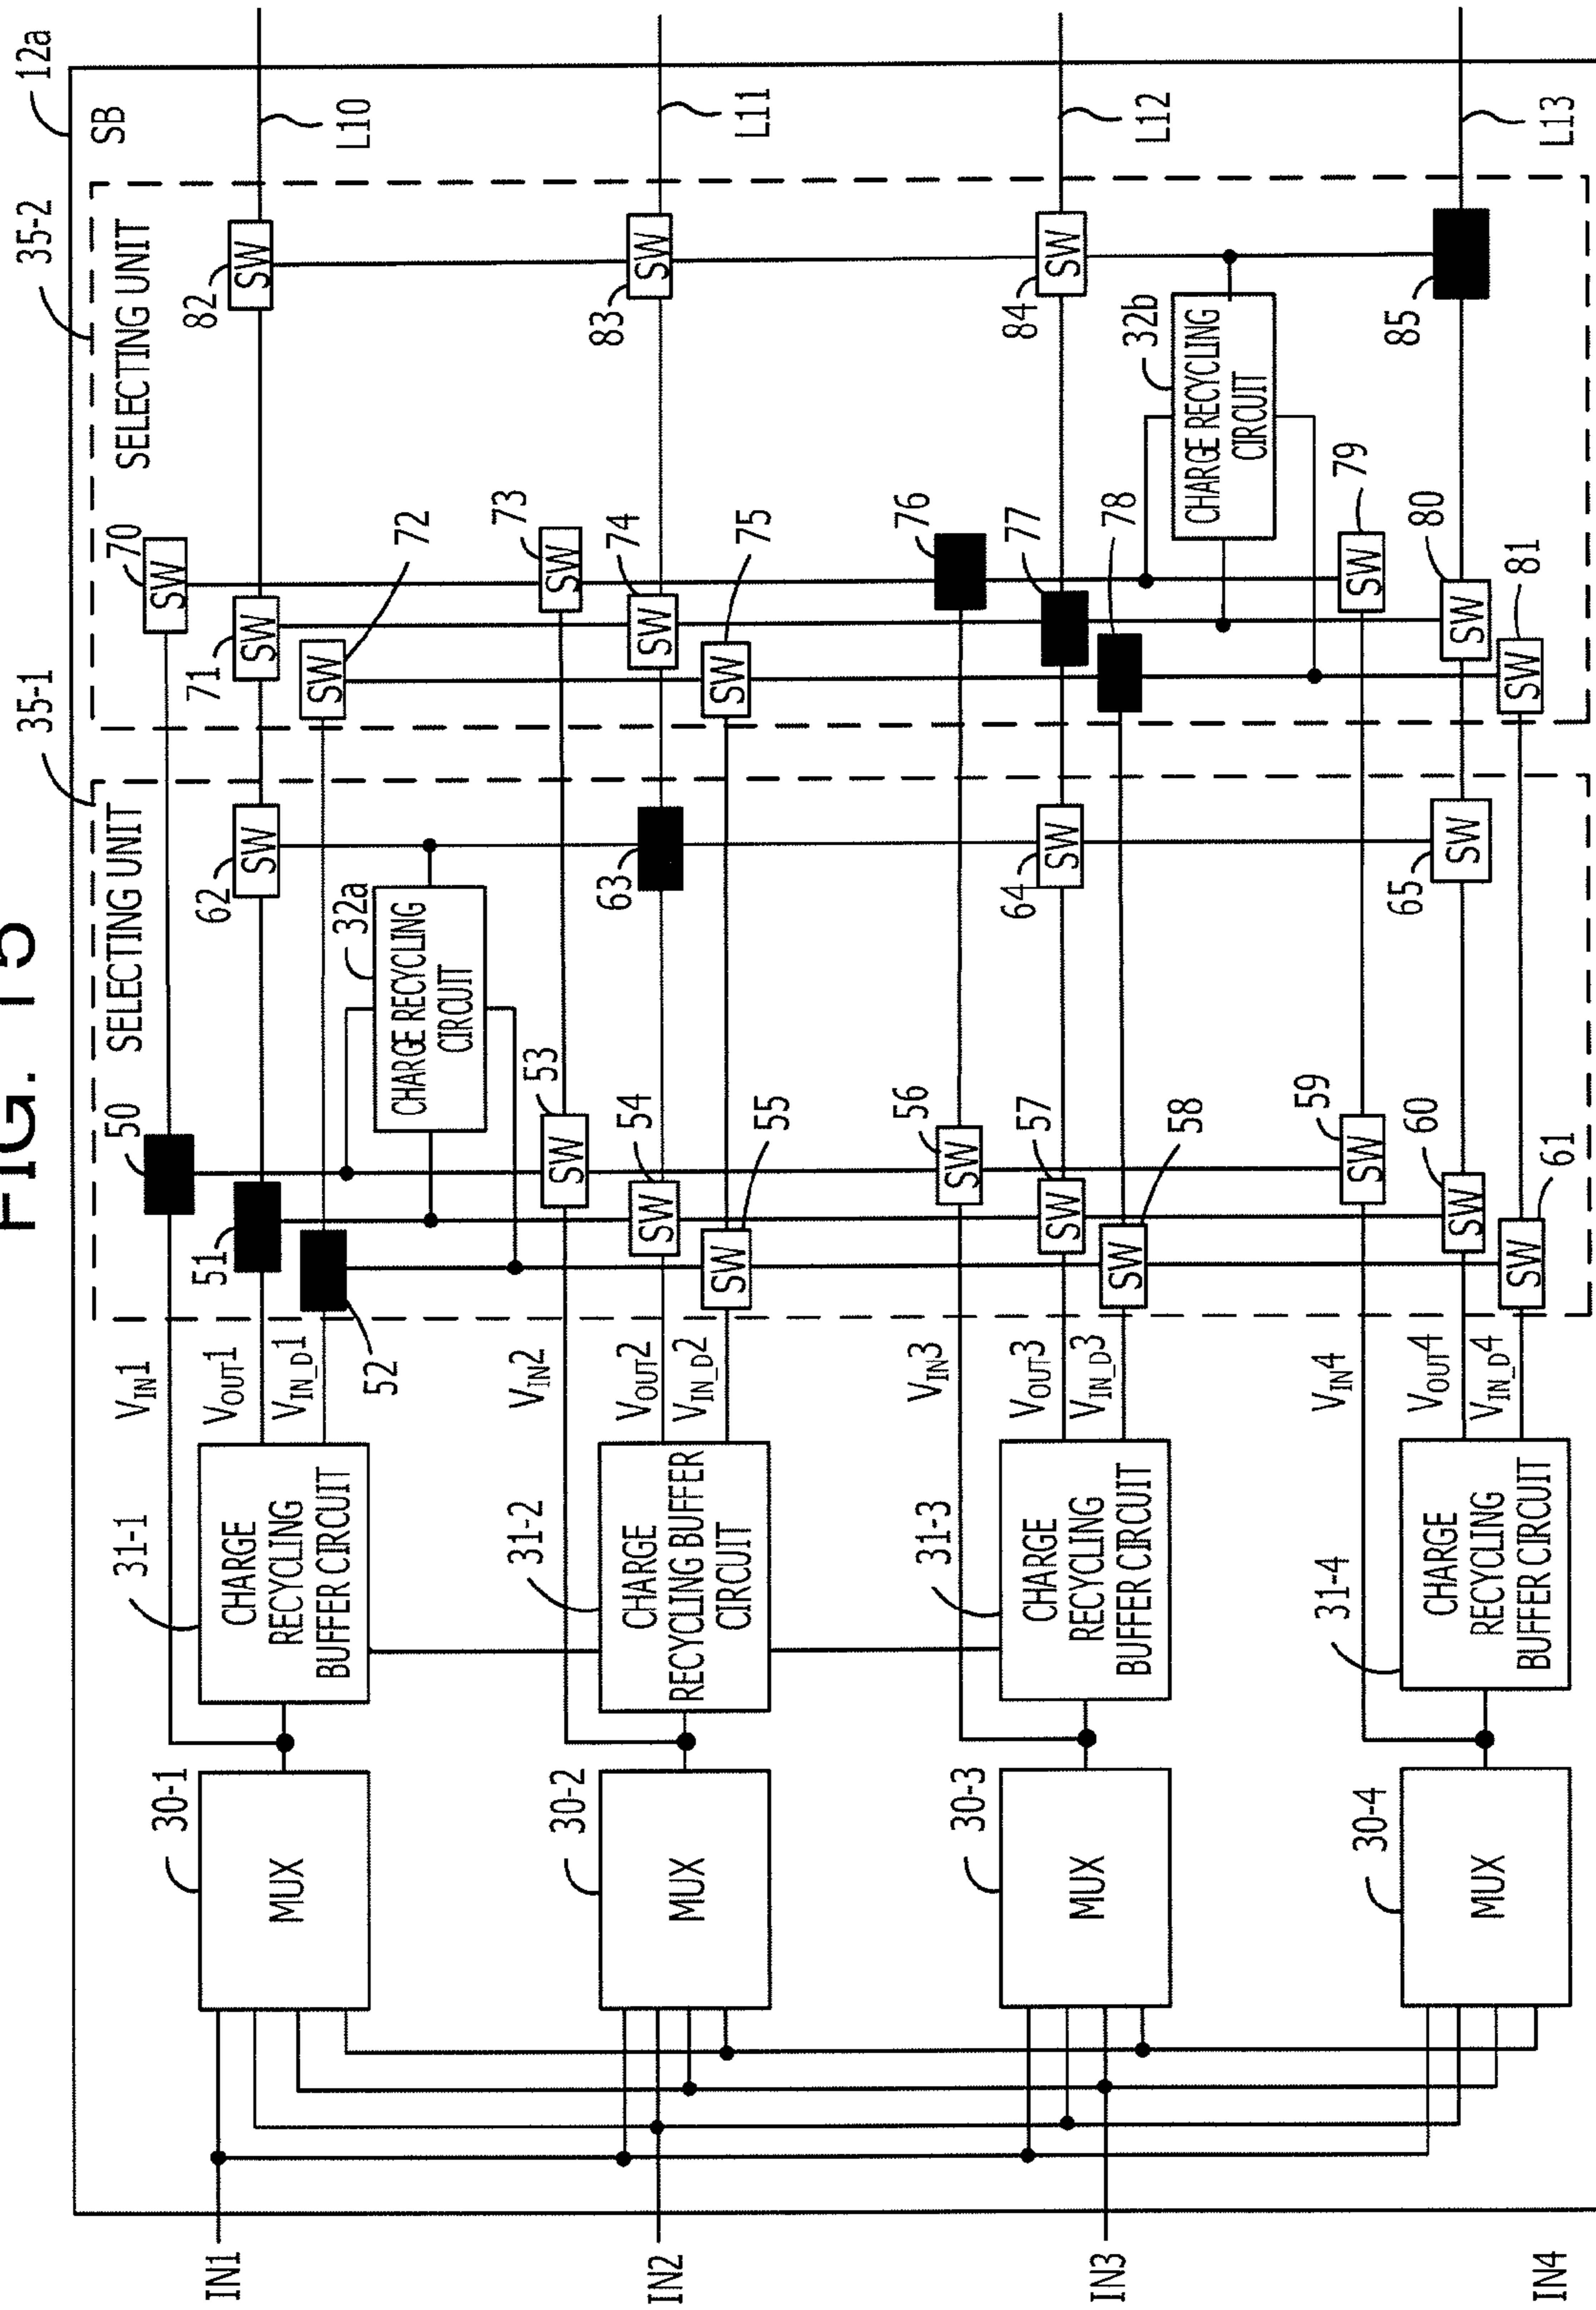 FIG. 15
12a
SB
35-1
35-2
SELECTING UNIT
SELECTING UNIT
30-1
MUX
31-1
CHARGE
RECYCLING
BUFFER CIRCUIT
VIN1
VOUT1
VIN_D1
50
51
52
62
SW
32a
CHARGE RECYCLING
CIRCUIT
70
SW
71
SW
72
SW
82
SW
L10
IN1
30-2
MUX
31-2
CHARGE
RECYCLING BUFFER
CIRCUIT
VIN2
VOUT2
VIN_D2
53
SW
54
SW
55
SW
63
73
SW
74
SW
75
SW
83
SW
L11
IN2
30-3
MUX
31-3
CHARGE
RECYCLING
BUFFER CIRCUIT
VIN3
VOUT3
VIN_D3
56
SW
57
SW
58
SW
64
SW
76
77
78
84
SW
L12
32b
CHARGE RECYCLING
CIRCUIT
IN3
30-4
MUX
31-4
CHARGE
RECYCLING
BUFFER CIRCUIT
VIN4
VOUT4
VIN_D4
59
SW
60
SW
61
SW
65
SW
79
SW
80
SW
81
SW
85
L13
IN4